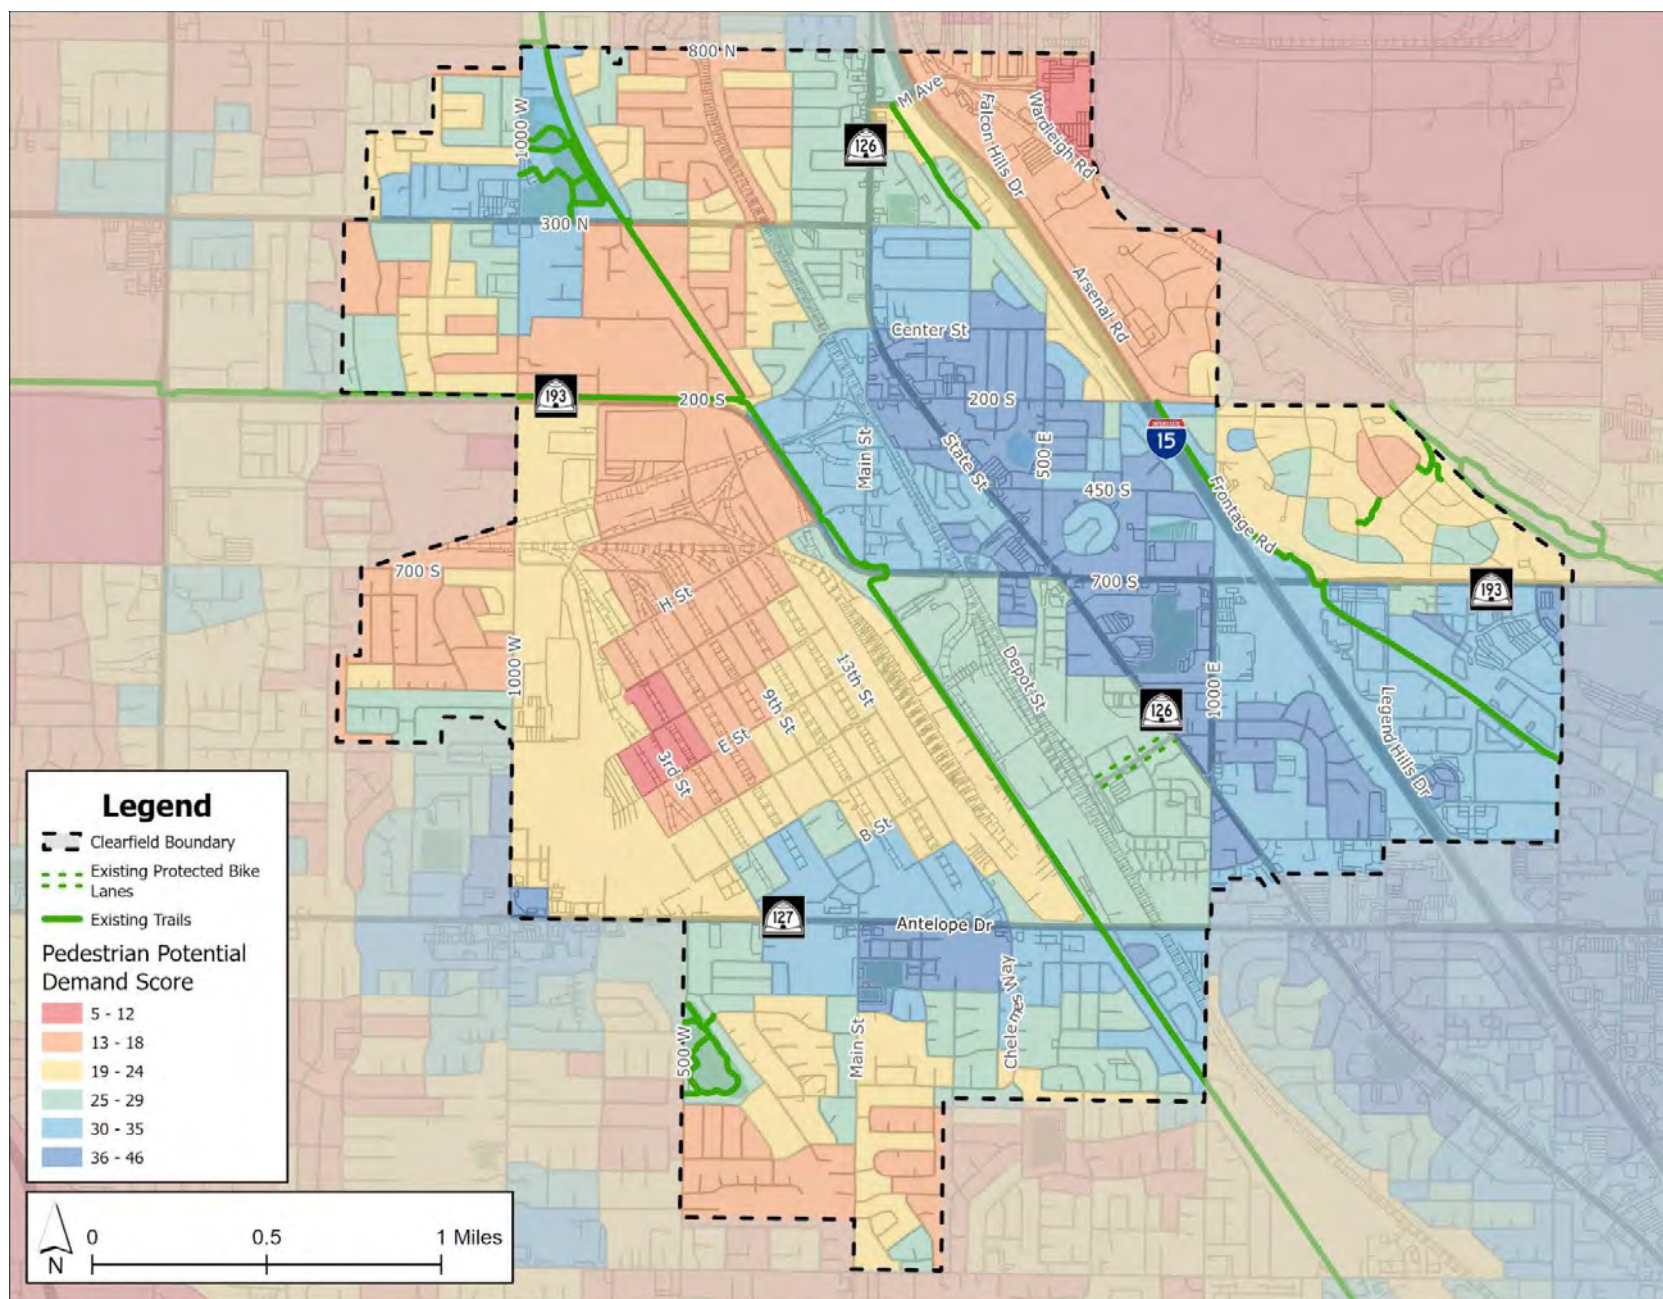 800 N
M Ave
1000 W
126
Falcon Hills Dr
Wardleigh Rd
300 N
Arsenal Rd
Center St
193
200 S
200 S
Main St
State St
500 E
INTERSTATE
15
450 S
Frontage Rd
700 S
700 S
193
H St
1000 W
13th St
9th St
E St
3rd St
Depot St
126
1000 E
Legend Hills Dr
B St
127
Antelope Dr
Chelemes Way
500 W
Main St
Legend
Clearfield Boundary
Existing Protected Bike
Lanes
Existing Trails
Pedestrian Potential
Demand Score
5 - 12
13 - 18
19 - 24
25 - 29
30 - 35
36 - 46
N
0
0.5
1 Miles